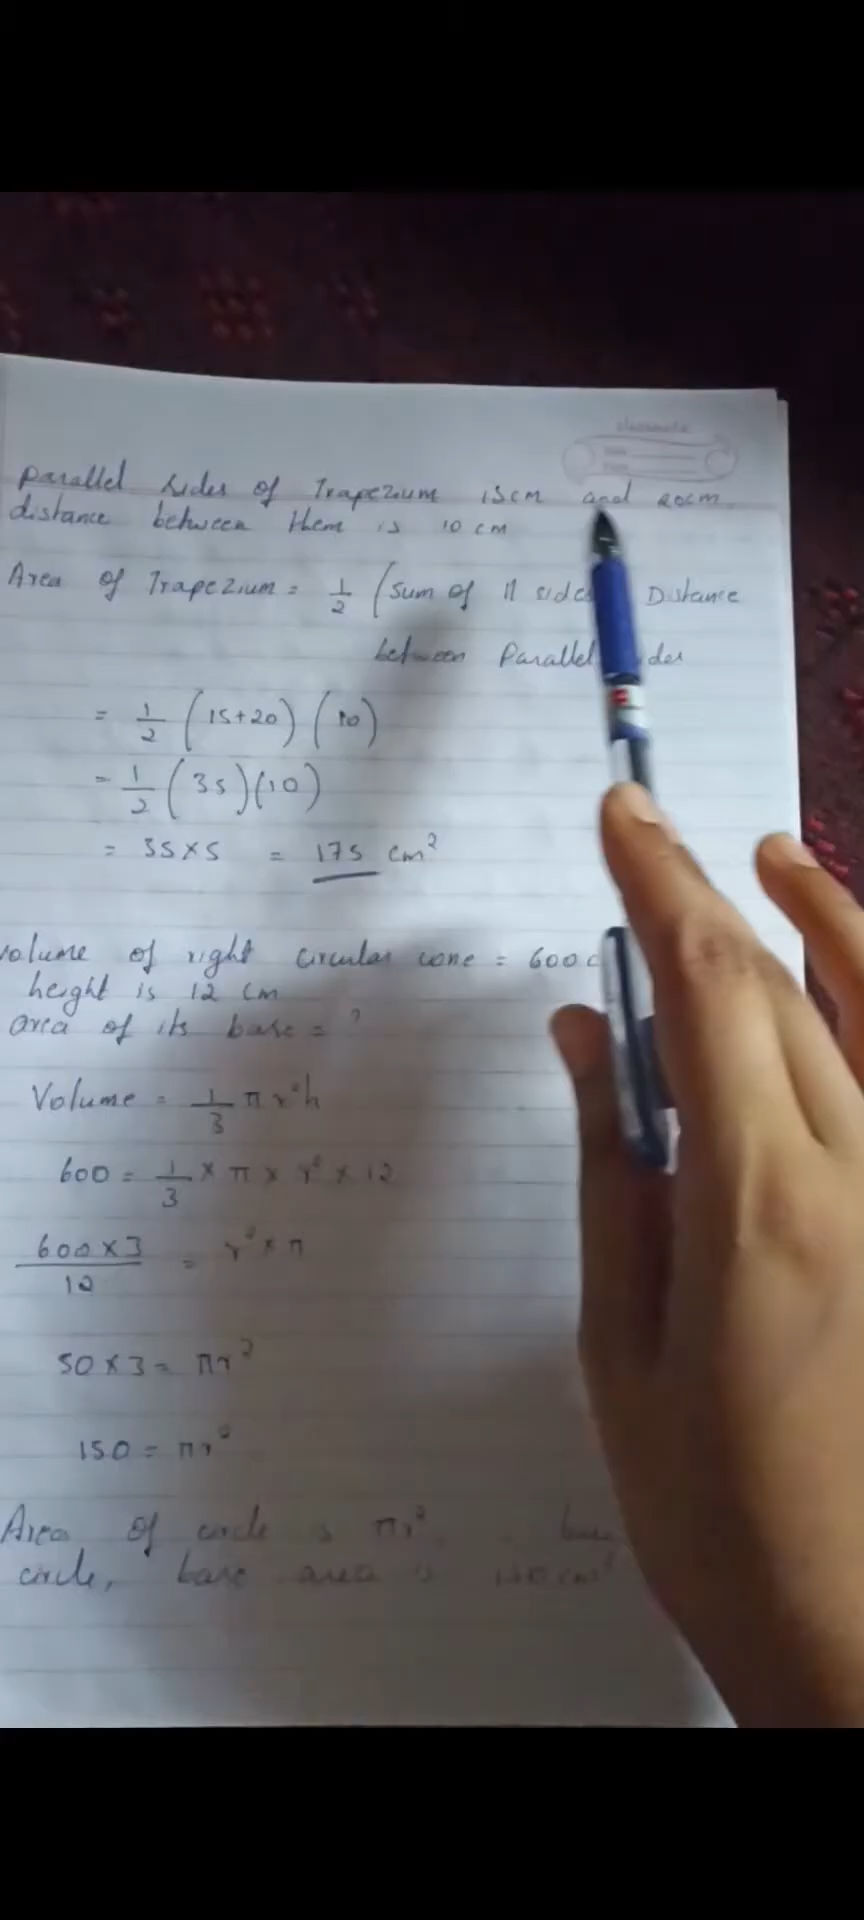 classmate
Parallel sides of Trapezium 15cm and 20cm.
distance between them is 10 cm
Area of Trapezium = 1/2 (sum of || sides Distance
between Parallel
= 1/2 (15+20) (10)
= 1/2 (35)(10)
= 35×5 = 175 cm²
volume of right circular cone = 600
height is 12 cm
area of its base = ?
Volume = 1/3 πr²h
600 = 1/3 × π × r² × 12
600×3/12 = r² × π
50×3 = πr²
150 = πr²
Area of circle is πr²
circle, base area is